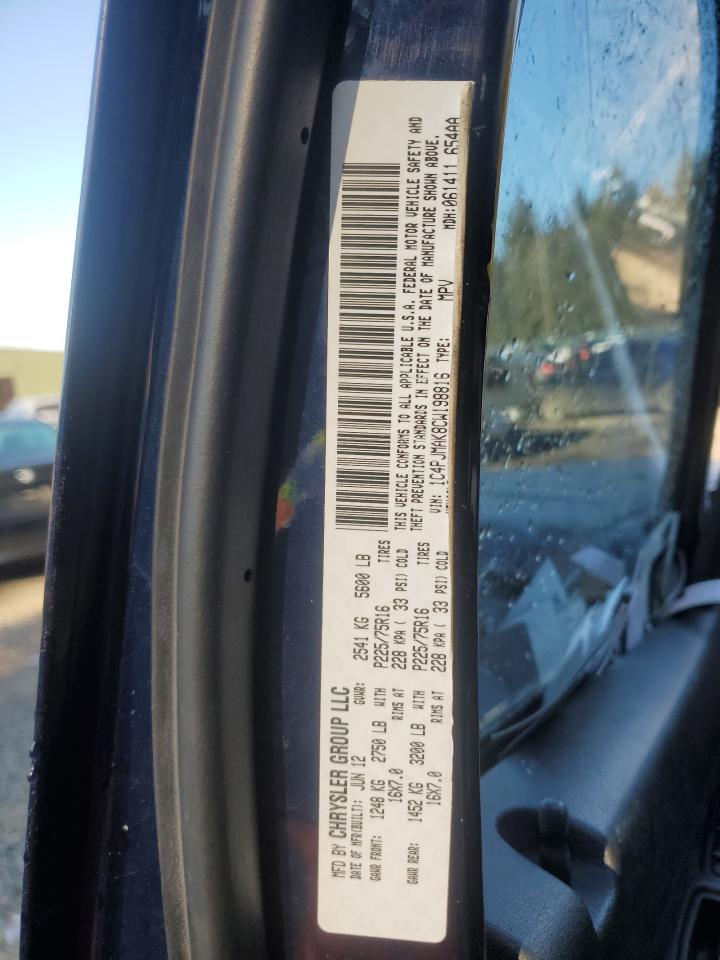 MFD BY CHRYSLER GROUP LLC
DATE OF MFR(BUILT): JUN 12 GVWR: 2541 KG 5600 LB
GAWR FRONT: 1248 KG 2750 LB WITH P225/75R16 TIRES
16X7.0 RIMS AT 228 KPA ( 33 PSI) COLD
GAWR REAR: 1452 KG 3200 LB WITH P225/75R16 TIRES
16X7.0 RIMS AT 228 KPA ( 33 PSI) COLD
THIS VEHICLE CONFORMS TO ALL APPLICABLE U.S.A. FEDERAL MOTOR VEHICLE SAFETY AND
THEFT PREVENTION STANDARDS IN EFFECT ON THE DATE OF MANUFACTURE SHOWN ABOVE.
VIN: 1C4PJMAK8CW198816 TYPE: MPV MDH:061411 654AA